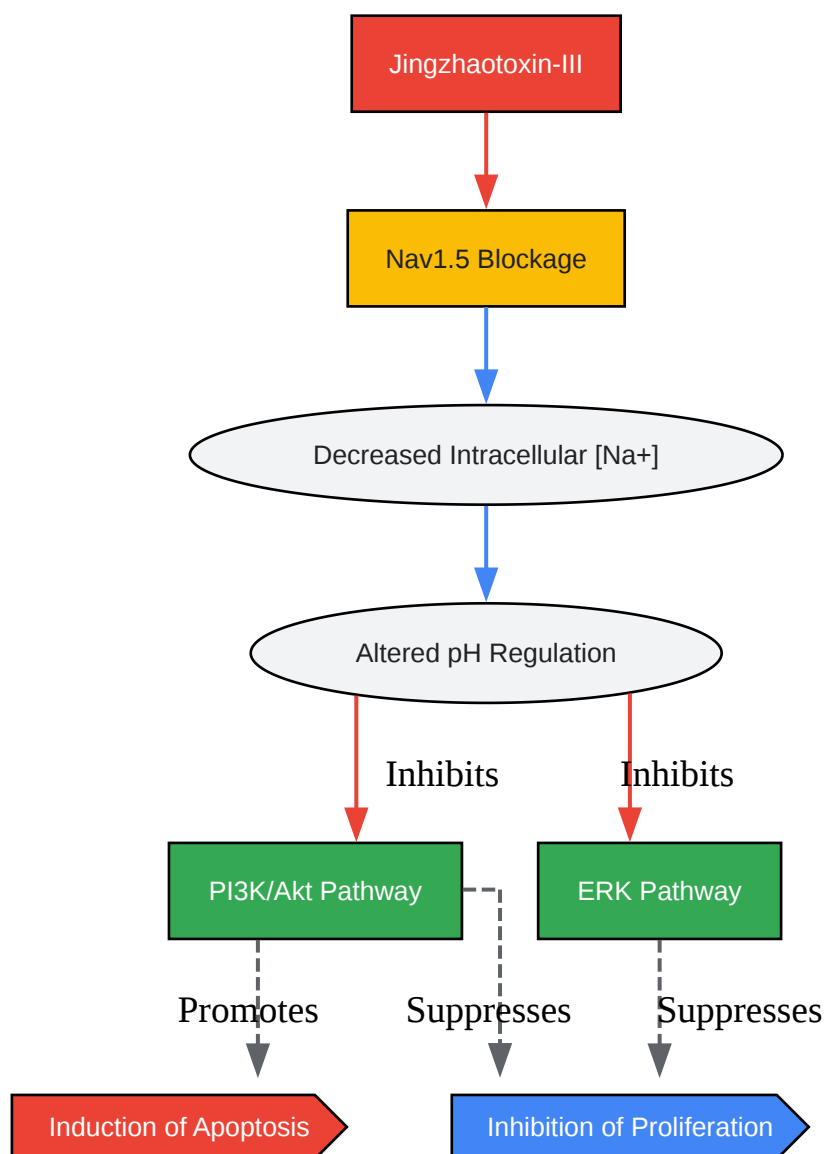 Jingzhaotoxin-III
Nav1.5 Blockage
Decreased Intracellular [Na+]
Altered pH Regulation
Inhibits
Inhibits
PI3K/Akt Pathway
ERK Pathway
Promotes
Suppresses
Suppresses
Induction of Apoptosis
Inhibition of Proliferation